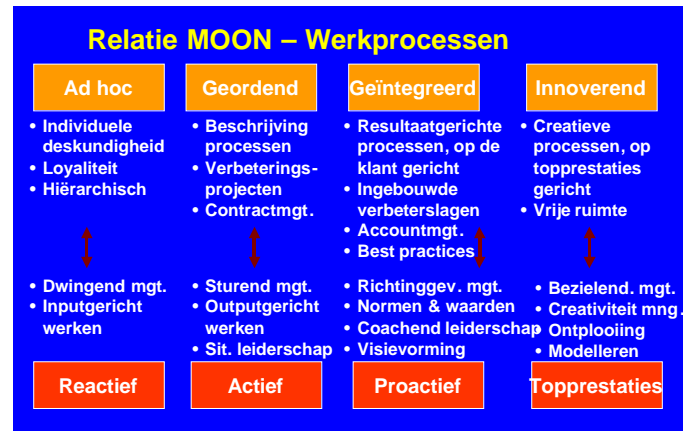 Relatie MOON – Werkprocessen
Ad hoc
• Individuele
deskundigheid
• Loyaliteit
• Hiërarchisch
• Dwingend mgt.
• Inputgericht
werken
Reactief
Geordend
• Beschrijving
processen
• Verbeterings-
projecten
• Contractmgt.
• Sturend mgt.
• Outputgericht
werken
• Sit. leiderschap
Actief
Geïntegreerd
• Resultaatgerichte
processen, op de
klant gericht
• Ingebouwde
verbeterslagen
• Accountmgt.
• Best practices
• Richtinggev. mgt.
• Normen & waarden
• Coachend leiderschap
• Visievorming
Proactief
Innoverend
• Creatieve
processen, op
topprestaties
gericht
• Vrije ruimte
• Bezielend. mgt.
• Creativiteit mng.
• Ontplooiing
• Modelleren
Topprestaties